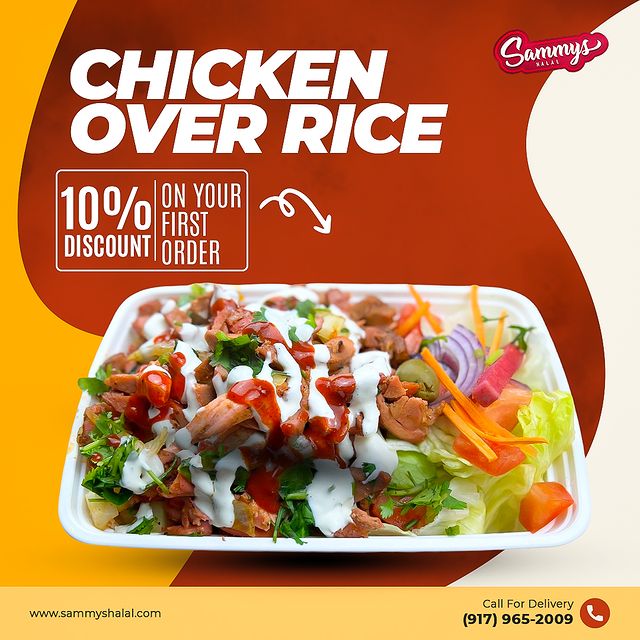 Sammys
HALAL
CHICKEN
OVER RICE
10%
DISCOUNT
ON YOUR
FIRST
ORDER
www.sammyshalal.com
Call For Delivery
(917) 965-2009